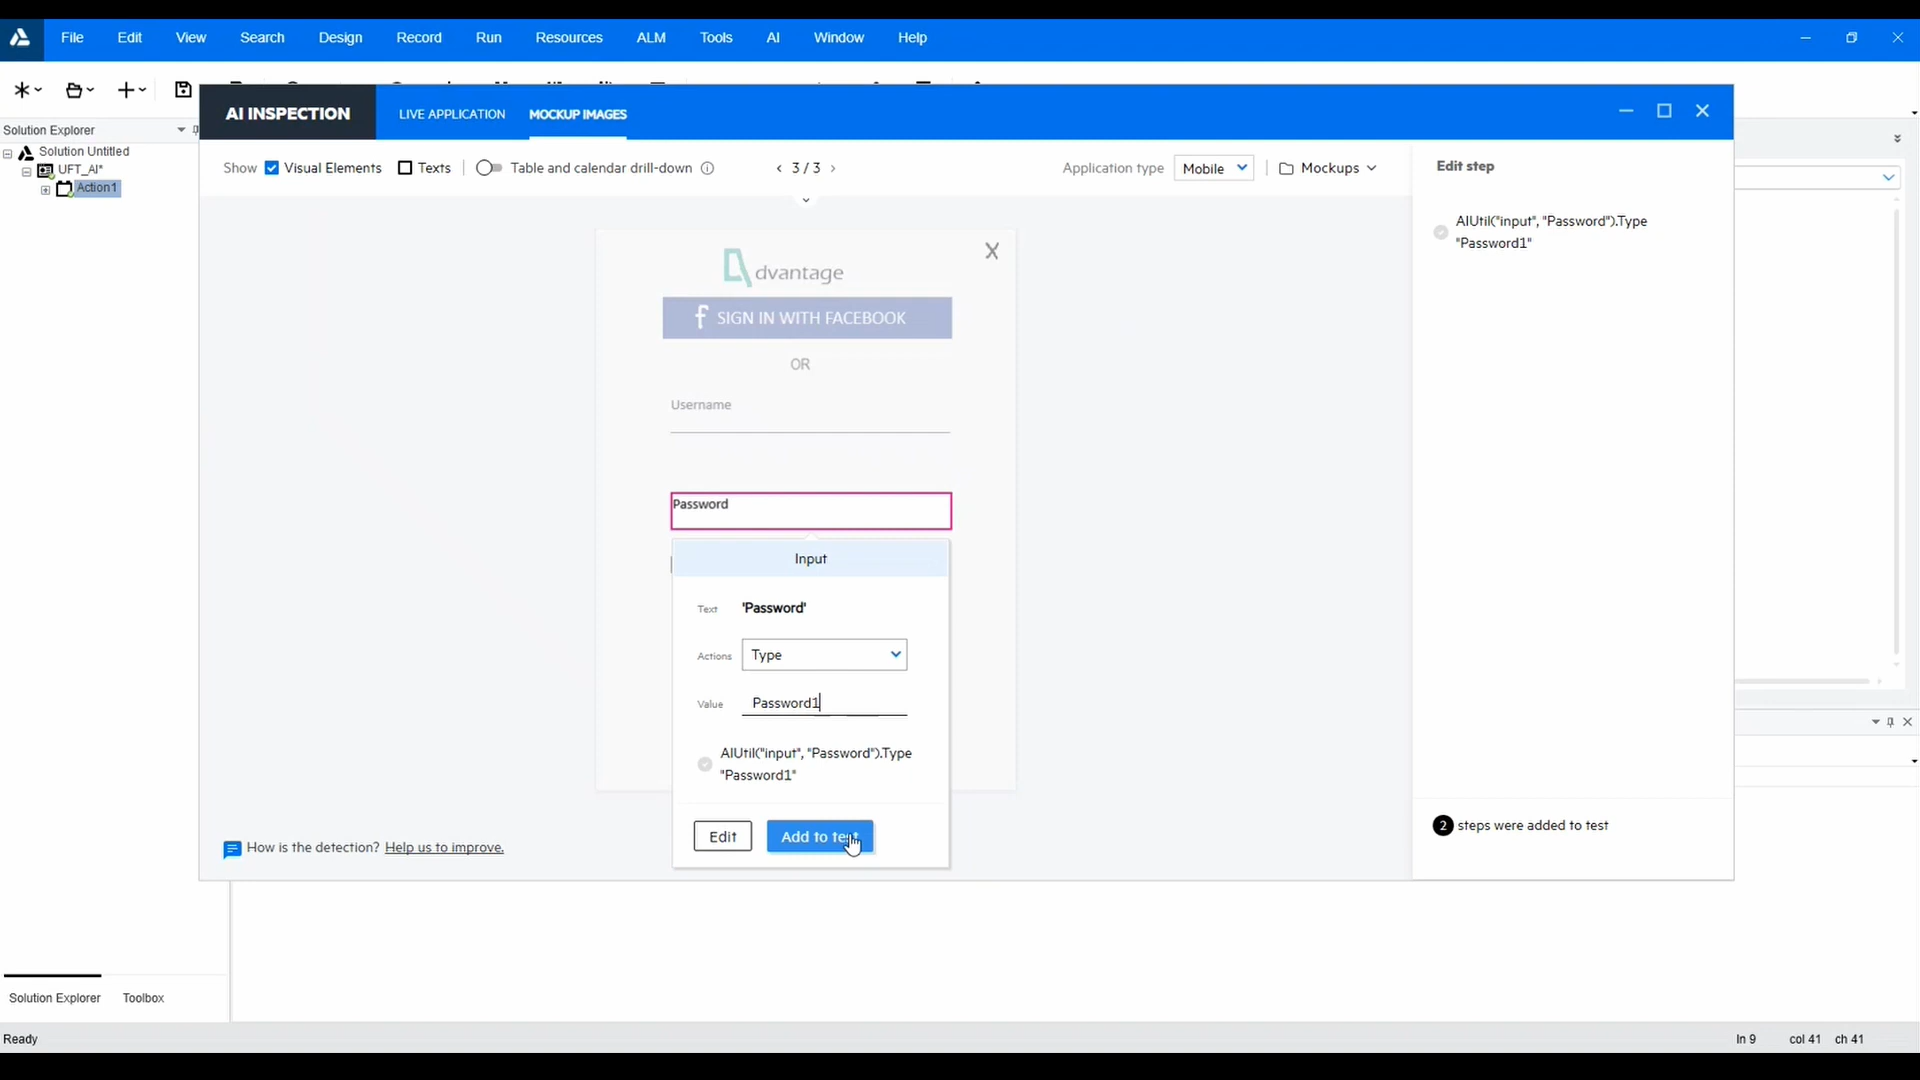 File Edit View Search Design Record Run Resources ALM Tools AI Window Help
AI INSPECTION LIVE APPLICATION MOCKUP IMAGES
Solution Explorer
Show Visual Elements Texts Table and calendar drill-down 3 / 3 Application type Mobile Mockups Edit step
Solution Untitled
UFT_AI*
Action1
AIUtil("input", "Password").Type
"Password1"
Advantage
X
f SIGN IN WITH FACEBOOK
OR
Username
Password
Input
Text 'Password'
Actions Type
Value Password1
AIUtil("input", "Password").Type
"Password1"
Edit Add to test
2 steps were added to test
How is the detection? Help us to improve.
Solution Explorer Toolbox
Ready ln 9 col 41 ch 41